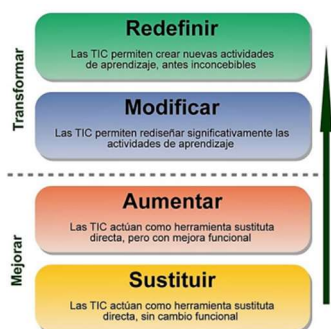 Transformar
Redefinir
Las TIC permiten crear nuevas actividades
de aprendizaje, antes inconcebibles
Modificar
Las TIC permiten rediseñar significativamente las
actividades de aprendizaje
Mejorar
Aumentar
Las TIC actúan como herramienta sustituta
directa, pero con mejora funcional
Sustituir
Las TIC actúan como herramienta sustituta
directa, sin cambio funcional